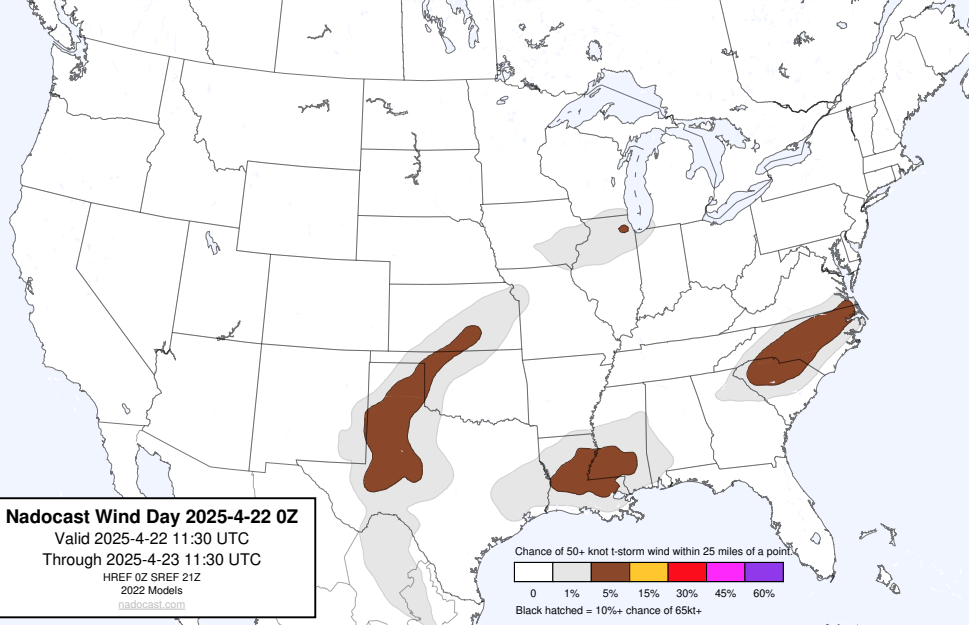 Nadocast Wind Day 2025-4-22 0Z
Valid 2025-4-22 11:30 UTC
Through 2025-4-23 11:30 UTC
HREF 0Z SREF 21Z
2022 Models
nadocast.com
Chance of 50+ knot t-storm wind within 25 miles of a point.
0 1% 5% 15% 30% 45% 60%
Black hatched = 10%+ chance of 65kt+